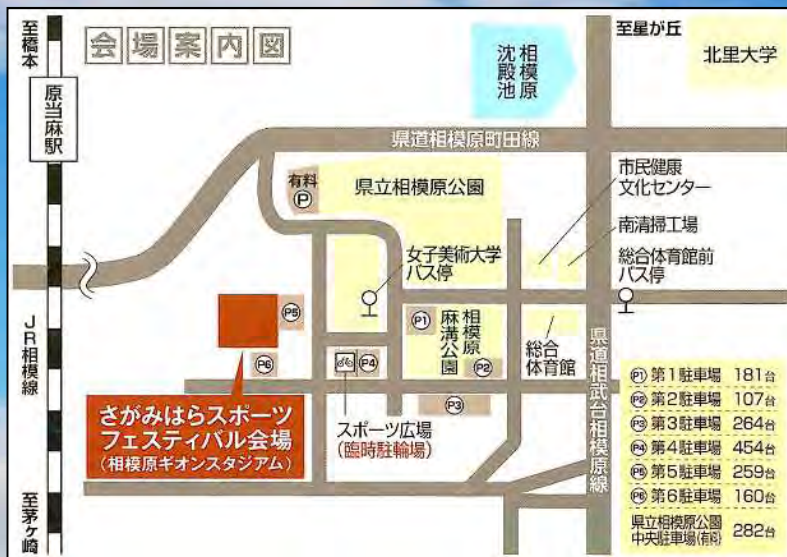 会場案内図
至橋本
原当麻駅
JR相模線
至茅ヶ崎
相模原
沈殿池
至星が丘
北里大学
県道相模原町田線
有料
P
県立相模原公園
市民健康
文化センター
南清掃工場
女子美術大学
バス停
総合体育館前
バス停
P5
P1
相模原
麻溝公園
P2
総合
体育館
P6
P4
P3
県道相武台相模原線
スポーツ広場
(臨時駐輪場)
さがみはらスポーツ
フェスティバル会場
(相模原ギオンスタジアム)
P1 第1駐車場 181台
P2 第2駐車場 107台
P3 第3駐車場 264台
P4 第4駐車場 454台
P5 第5駐車場 259台
P6 第6駐車場 160台
県立相模原公園
中央駐車場(有料) 282台